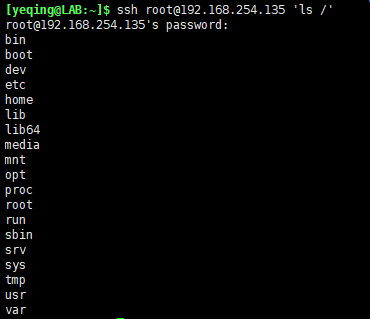 [yeqing@LAB:~]$ ssh root@192.168.254.135 'ls /'
root@192.168.254.135's password:
bin
boot
dev
etc
home
lib
lib64
media
mnt
opt
proc
root
run
sbin
srv
sys
tmp
usr
var